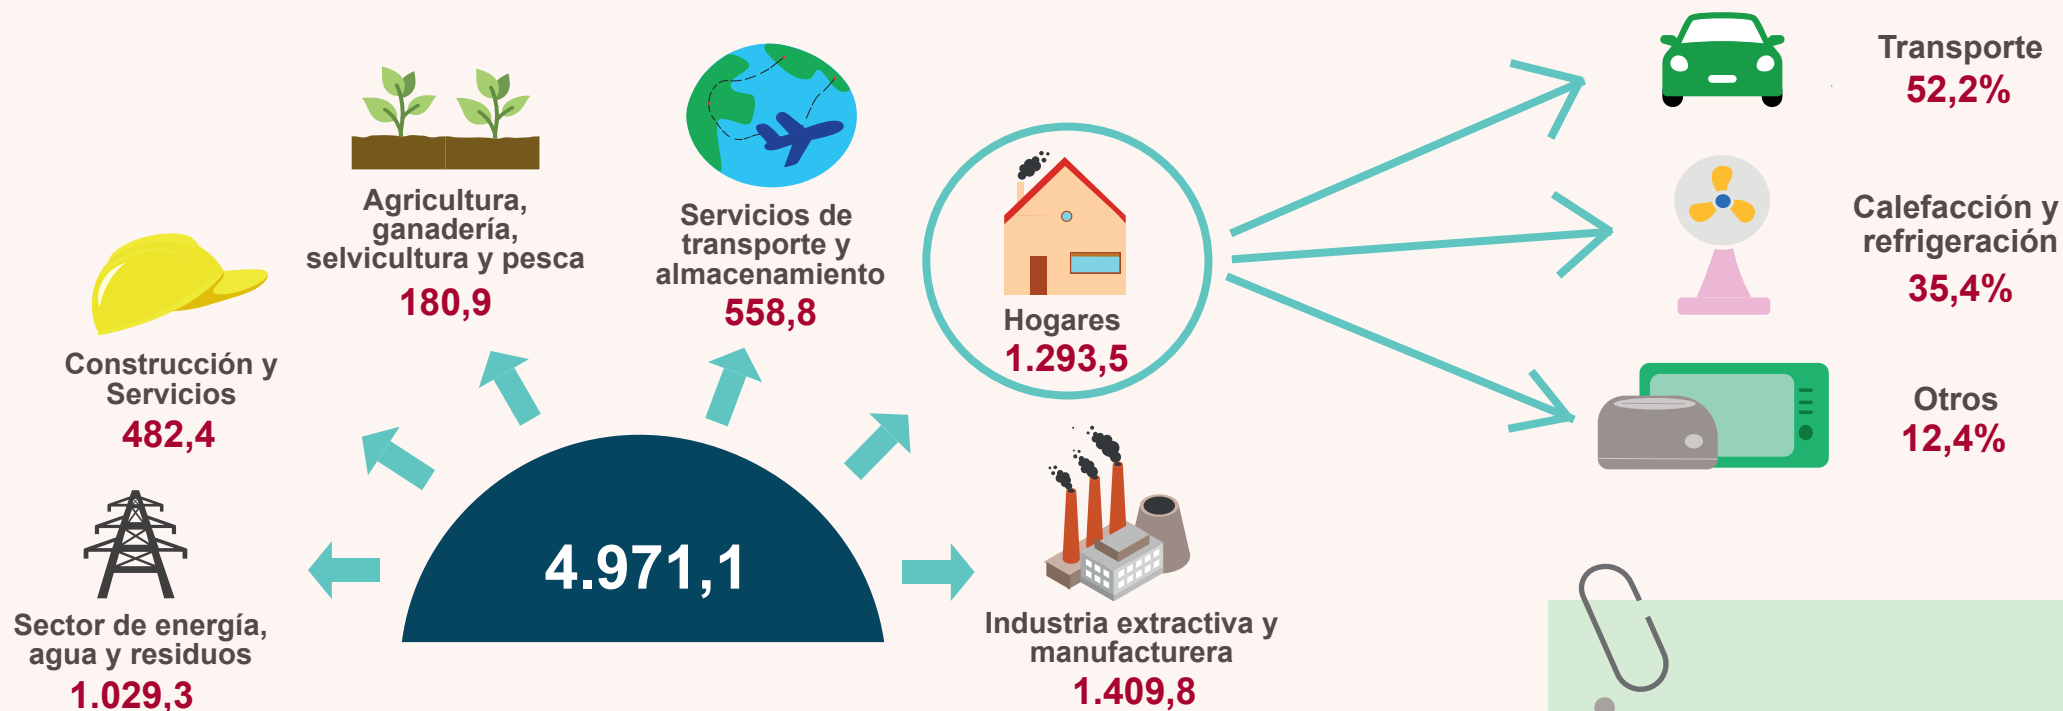 Transporte
52,2%
Agricultura,
ganadería,
selvicultura y pesca
180,9
Servicios de
transporte y
almacenamiento
558,8
Calefacción y
refrigeración
35,4%
Hogares
1.293,5
Construcción y
Servicios
482,4
Otros
12,4%
4.971,1
Sector de energía,
agua y residuos
1.029,3
Industria extractiva y
manufacturera
1.409,8